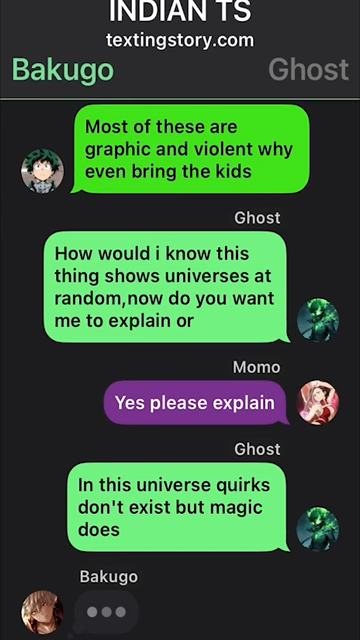 INDIAN TS
textingstory.com
Bakugo Ghost
Most of these are
graphic and violent why
even bring the kids
Ghost
How would i know this
thing shows universes at
random,now do you want
me to explain or
Momo
Yes please explain
Ghost
In this universe quirks
don't exist but magic
does
Bakugo